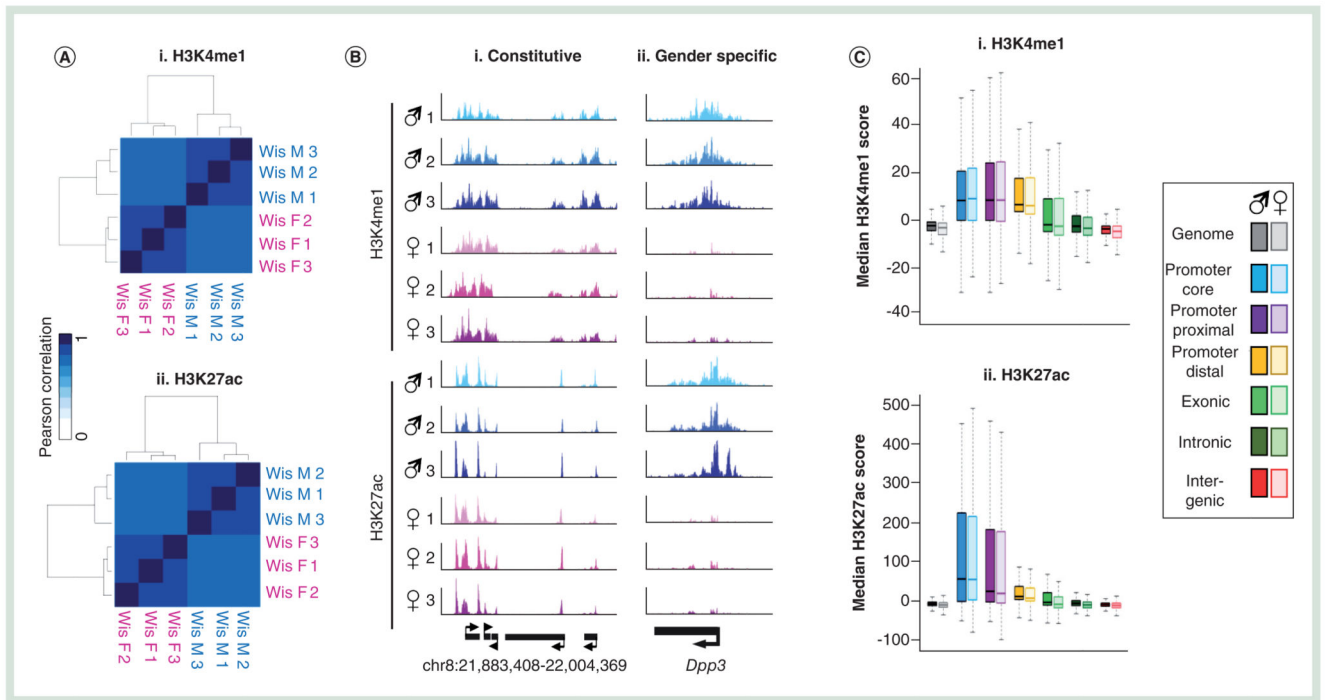 A
i. H3K4me1
Wis M 3
Wis M 2
Wis M 1
Wis F 2
Wis F 1
Wis F 3
Wis F 3
Wis F 1
Wis F 2
Wis M 1
Wis M 2
Wis M 3
Pearson correlation
1
0
ii. H3K27ac
Wis M 2
Wis M 1
Wis M 3
Wis F 3
Wis F 1
Wis F 2
Wis F 2
Wis F 1
Wis F 3
Wis M 3
Wis M 1
Wis M 2
B
i. Constitutive
ii. Gender specific
H3K4me1
♂ 1
♂ 2
♂ 3
♀ 1
♀ 2
♀ 3
H3K27ac
♂ 1
♂ 2
♂ 3
♀ 1
♀ 2
♀ 3
chr8:21,883,408-22,004,369
Dpp3
C
i. H3K4me1
Median H3K4me1 score
60
40
20
0
-20
-40
ii. H3K27ac
Median H3K27ac score
500
400
300
200
100
0
-100
♂ ♀
Genome
Promoter
core
Promoter
proximal
Promoter
distal
Exonic
Intronic
Inter-
genic